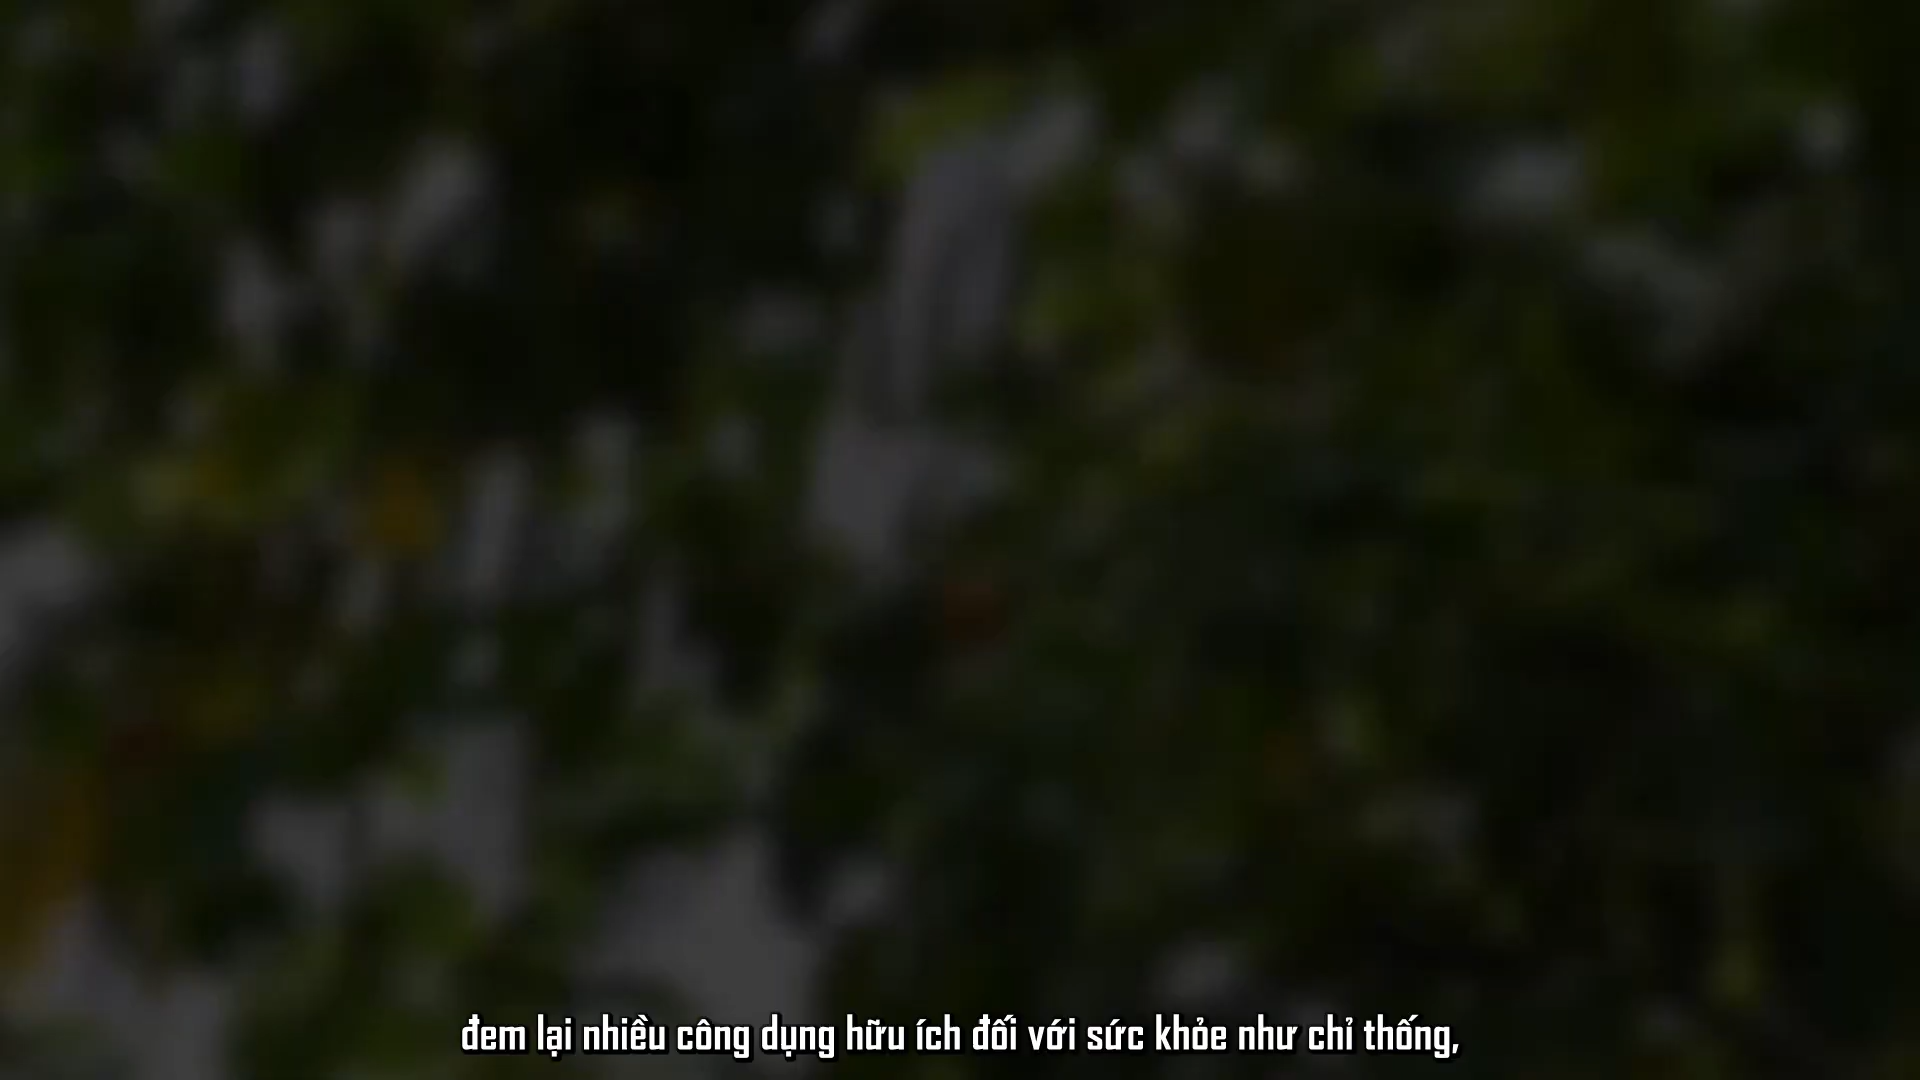 đem lại nhiều công dụng hữu ích đối với sức khỏe như chỉ thống,